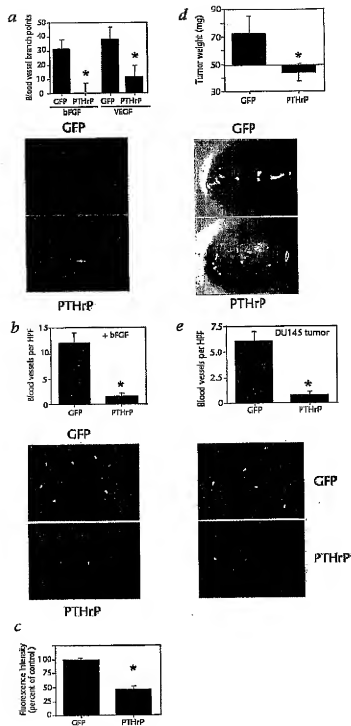 a
Blood vessel branch points
50
40
30
20
10
0
GFP PTHrP GFP PTHrP
bFGF VEGF
*
*
GFP
PTHrP
d
Tumor weight (mg)
90
70
50
30
*
GFP PTHrP
GFP
PTHrP
b
Blood vessels per HPF
15
10
5
0
+ bFGF
*
GFP PTHrP
GFP
PTHrP
e
Blood vessels per HPF
7.5
5.0
2.5
0
DU145 tumor
*
GFP PTHrP
GFP
PTHrP
c
Fluorescence Intensity
(percent of control)
100
75
50
25
0
*
GFP PTHrP